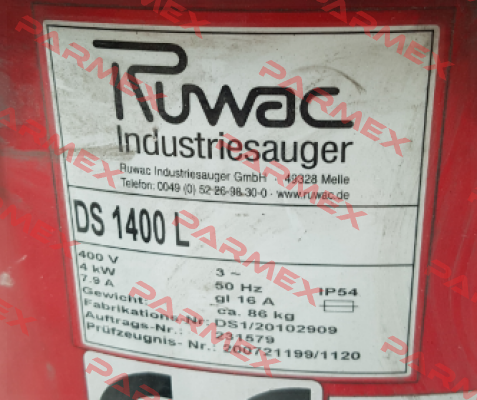 Ruwac
Industriesauger
Ruwac Industriesauger GmbH · 49328 Melle
Telefon: 0049 (0) 52-26-98-30-0 · www.ruwac.de
DS 1400 L
400 V 3 ~
4 kW 50 Hz IP54
7.9 A gl 16 A
Gewicht: ca. 86 kg
Fabrikations-Nr: DS1/20102909
Auftrags-Nr.: 231579
Prüfzeugnis- Nr.: 200721199/1120
PARMEX
PARMEX
PARMEX
PARMEX
PARMEX
PARMEX